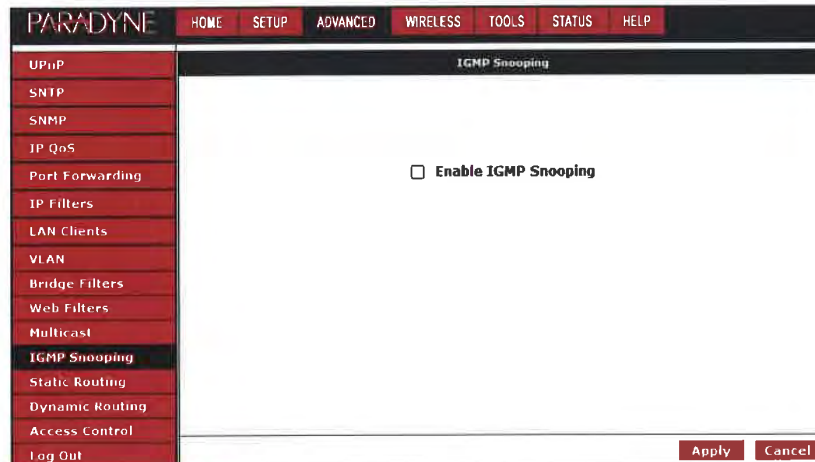 PARADYNE
HOME SETUP ADVANCED WIRELESS TOOLS STATUS HELP
UPnP
SNTP
SNMP
IP QoS
Port Forwarding
IP Filters
LAN Clients
VLAN
Bridge Filters
Web Filters
Multicast
IGMP Snooping
Static Routing
Dynamic Routing
Access Control
Log Out
IGMP Snooping
Enable IGMP Snooping
Apply Cancel